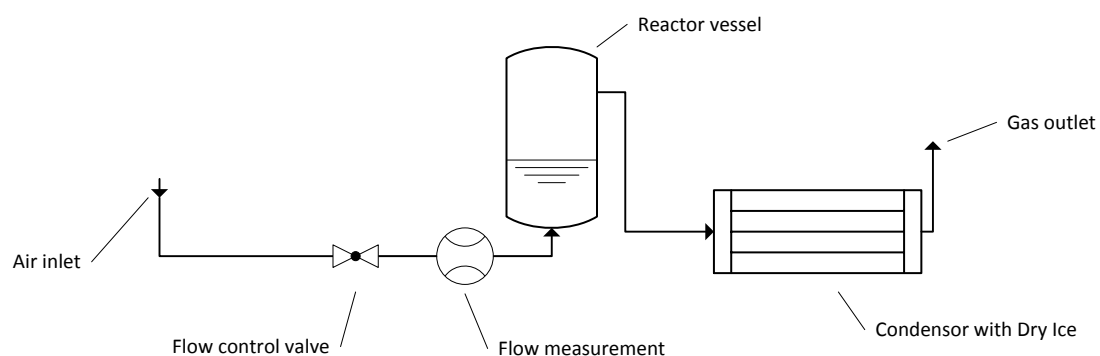 Reactor vessel
Gas outlet
Air inlet
Flow control valve
Flow measurement
Condensor with Dry Ice